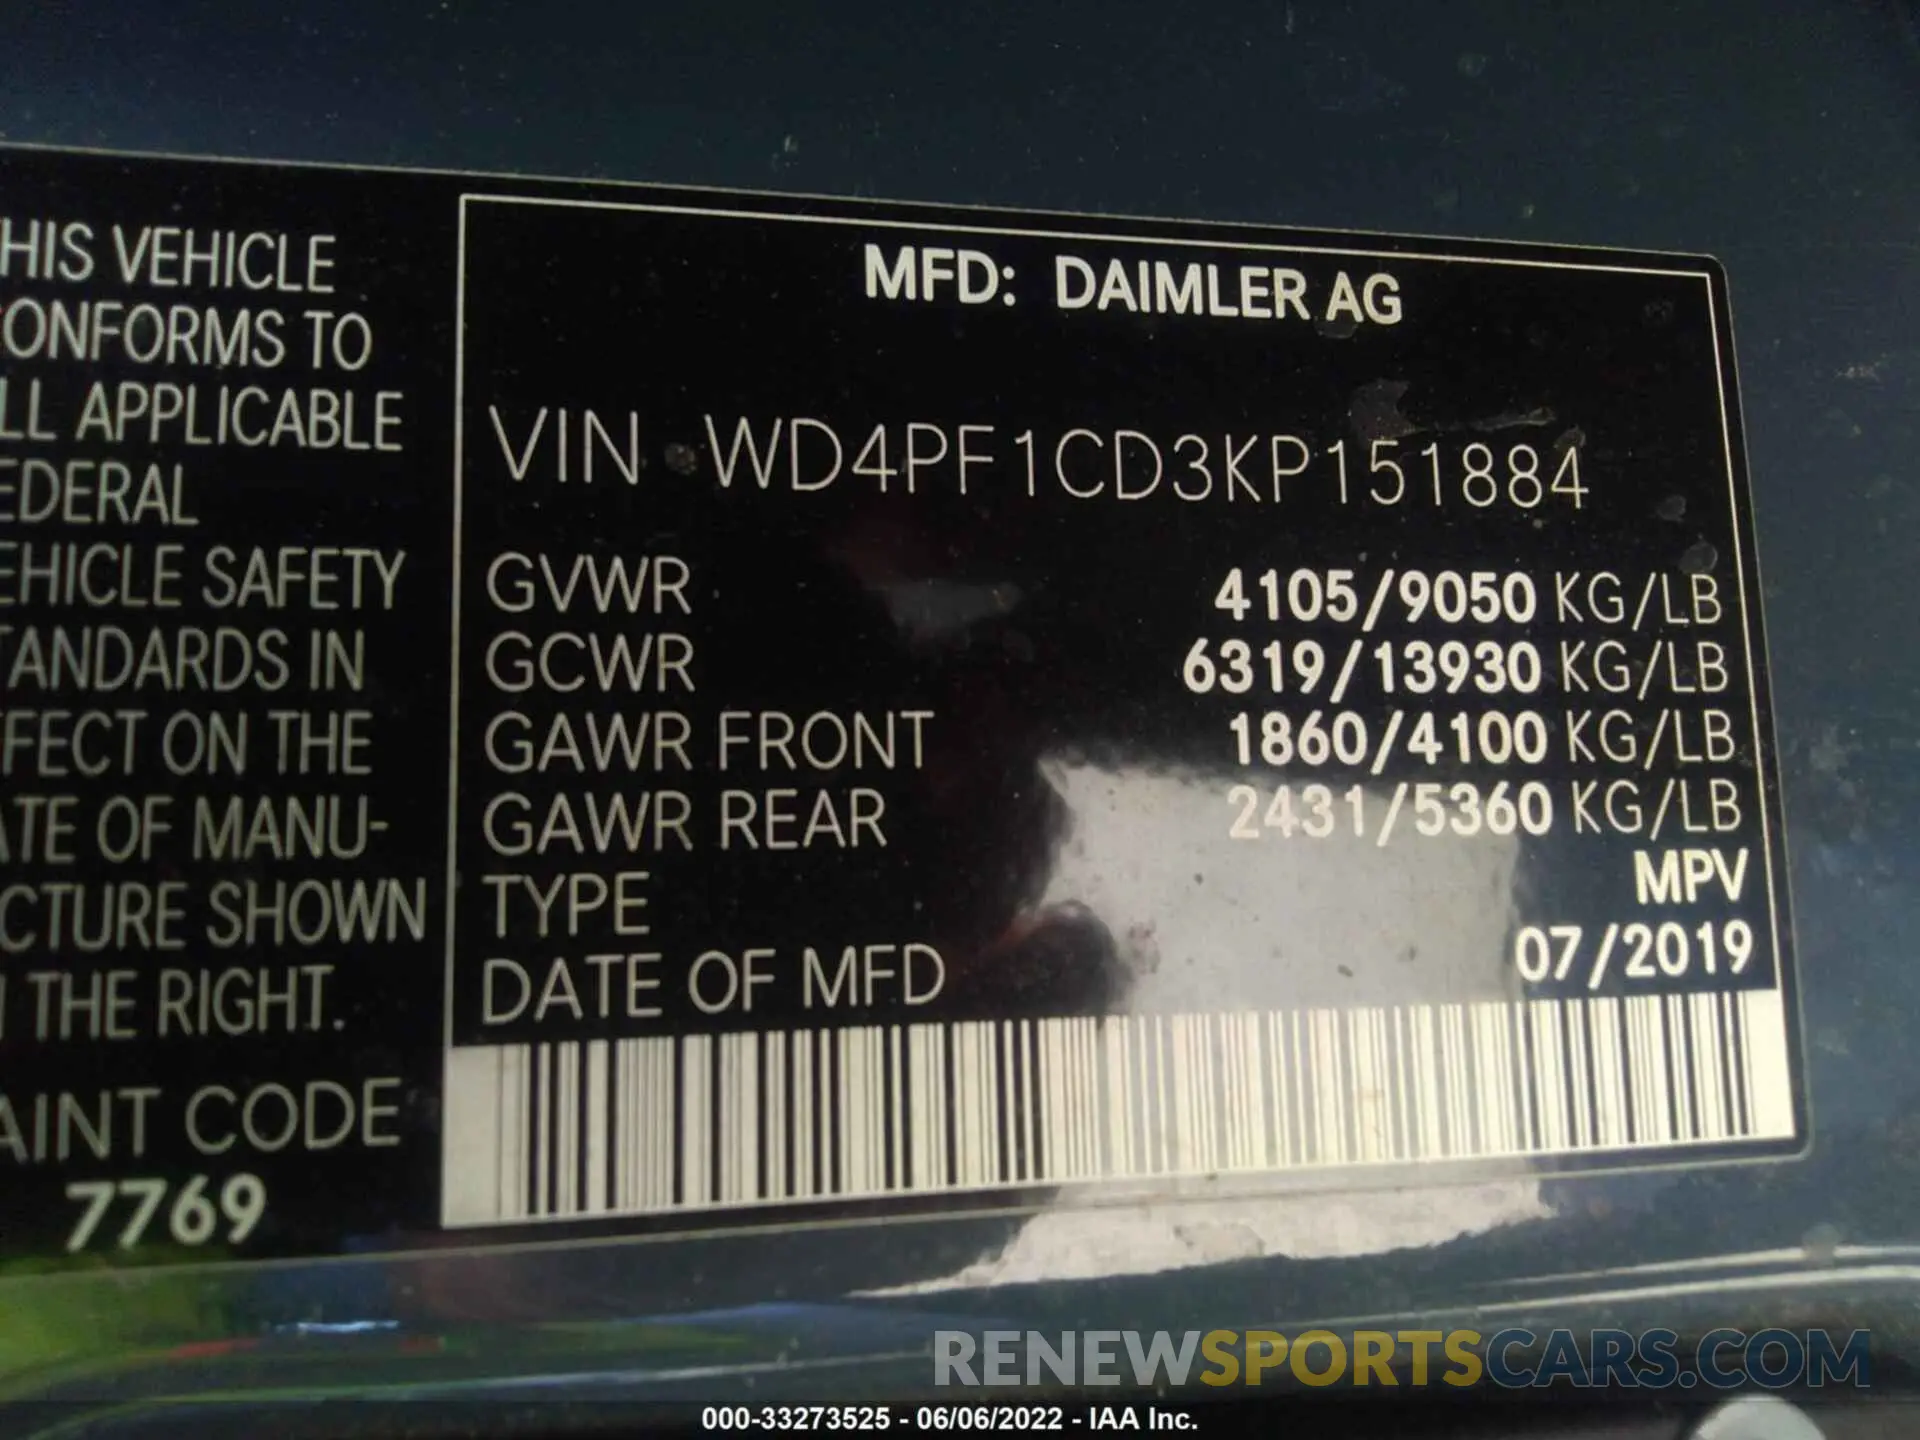 HIS VEHICLE
ONFORMS TO
LL APPLICABLE
EDERAL
EHICLE SAFETY
TANDARDS IN
FFECT ON THE
ATE OF MANU-
CTURE SHOWN
THE RIGHT.
AINT CODE
7769
MFD: DAIMLER AG
VIN WD4PF1CD3KP151884
GVWR 4105/9050 KG/LB
GCWR 6319/13930 KG/LB
GAWR FRONT 1860/4100 KG/LB
GAWR REAR 2431/5360 KG/LB
TYPE MPV
DATE OF MFD 07/2019
RENEWSPORTSCARS.COM
000-33273525 - 06/06/2022 - IAA Inc.